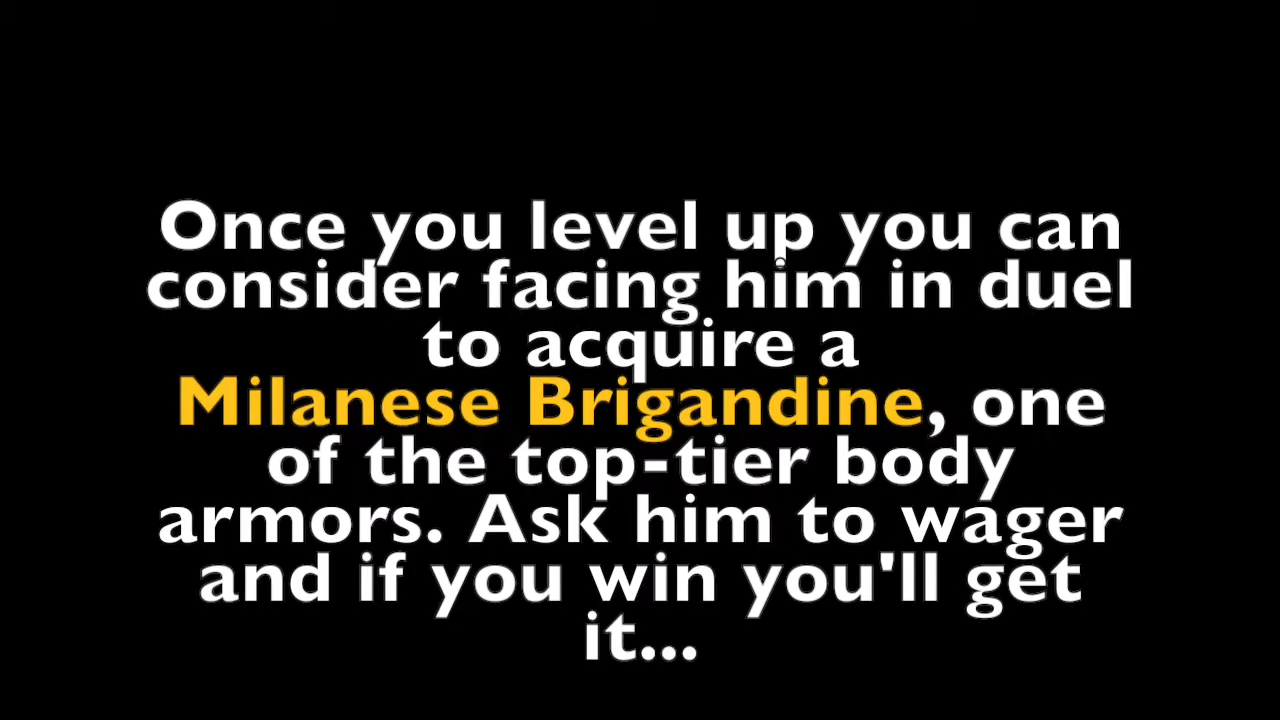 Once you level up you can
consider facing him in duel
to acquire a
Milanese Brigandine, one
of the top-tier body
armors. Ask him to wager
and if you win you'll get
it...